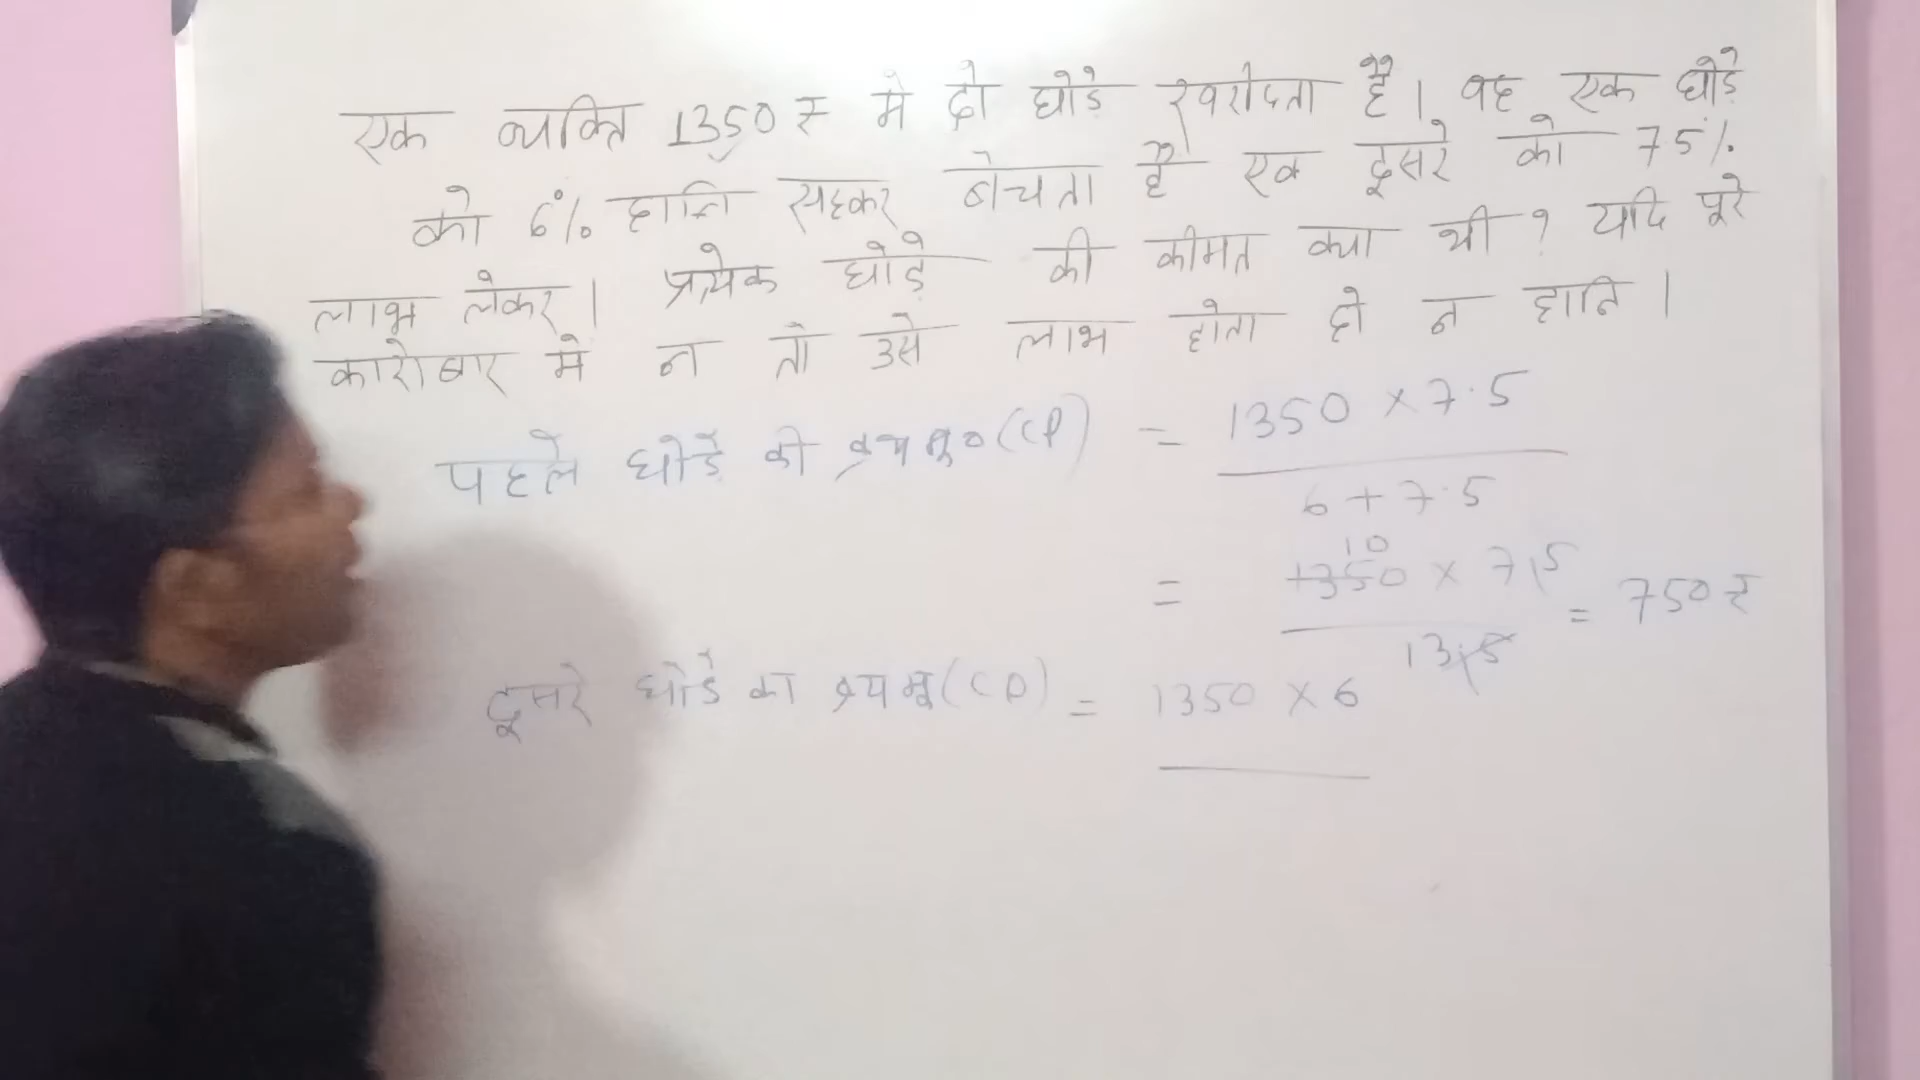 एक व्यक्ति 1350 ₹ मे दो घोड़े खरीदता है। वह एक घोड़े
को 6% हानि सहकर बेचता है एक दूसरे को 75%
लाभ लेकर। प्रत्येक घोड़े की कीमत क्या थी? यदि पूरे
कारोबार मे न तो उसे लाभ होता हो न हानि।
पहले घोड़े की क्रय मू० (CP) = 1350 × 7.5
6 + 7.5
10
= 1350 × 7.5 = 750 ₹
13.5
दूसरे घोड़े का क्रय मू (CP) = 1350 × 6